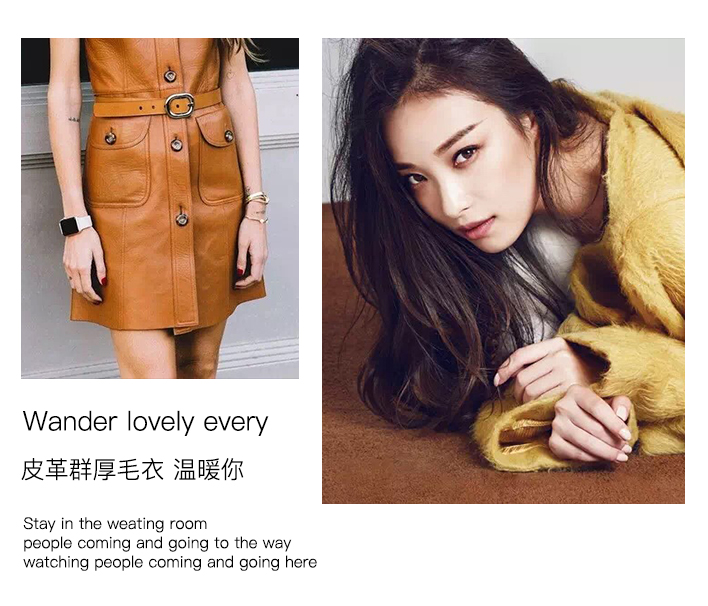 Wander lovely every
皮革群厚毛衣 温暖你
Stay in the weating room
people coming and going to the way
watching people coming and going here